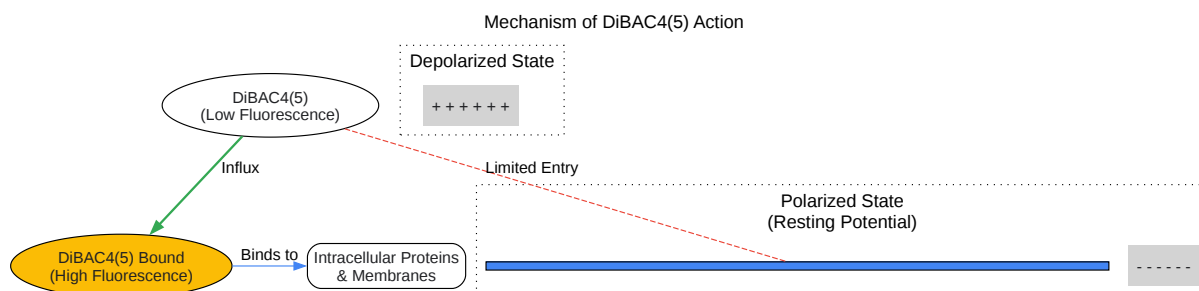 Mechanism of DiBAC4(5) Action
Depolarized State
+ + + + + +
DiBAC4(5)
(Low Fluorescence)
Influx
Limited Entry
Polarized State
(Resting Potential)
DiBAC4(5) Bound
(High Fluorescence)
Binds to
Intracellular Proteins
& Membranes
- - - - - -